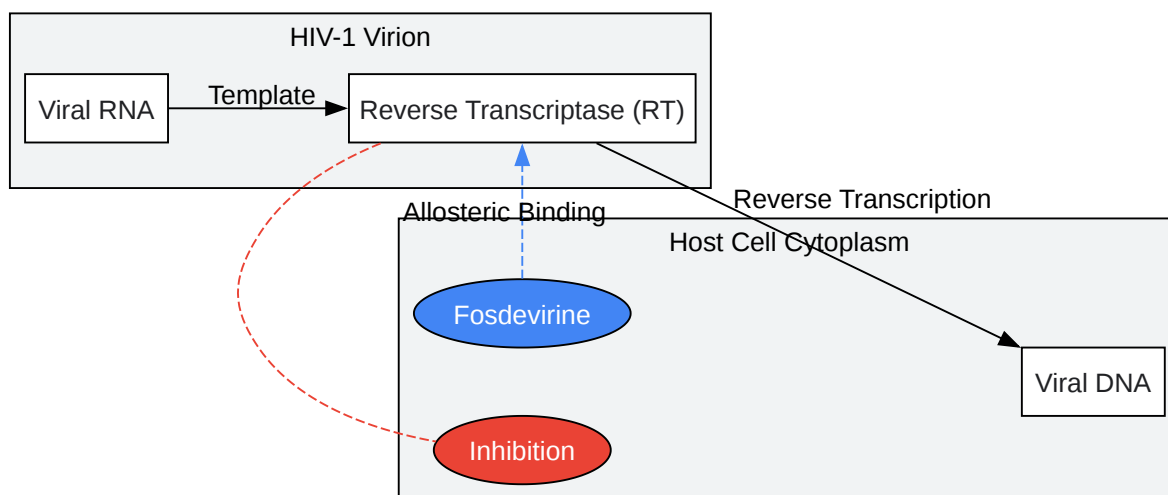 HIV-1 Virion
Viral RNA
Template
Reverse Transcriptase (RT)
Reverse Transcription
Allosteric Binding
Host Cell Cytoplasm
Fosdevirine
Viral DNA
Inhibition